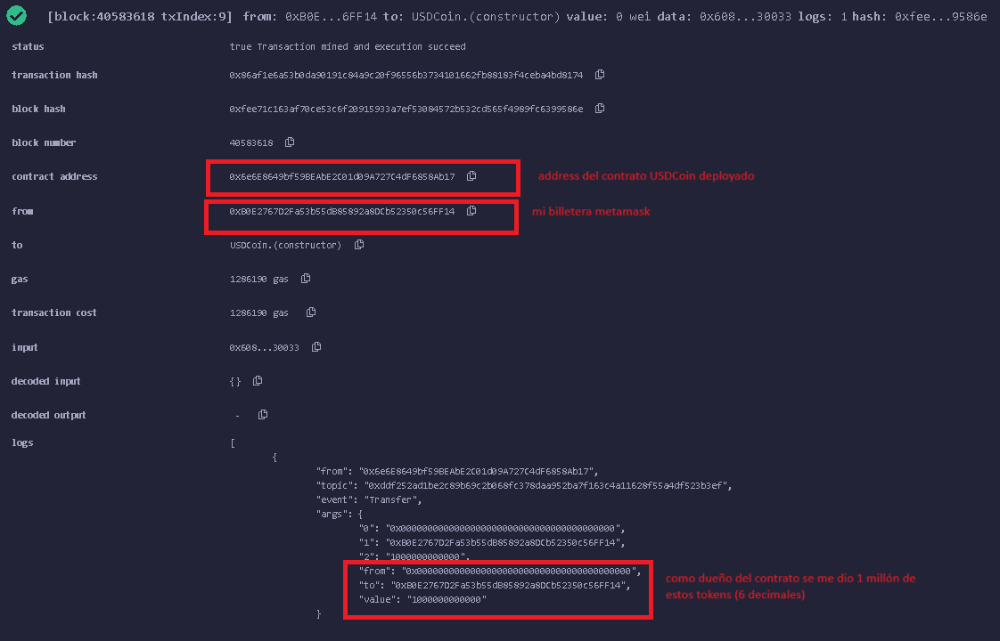 [block:40583618 txIndex:9] from: 0xB0E...6FF14 to: USDCoin.(constructor) value: 0 wei data: 0x608...30033 logs: 1 hash: 0xfee...9586e
status true Transaction mined and execution succeed
transaction hash 0x86af1e6a53b0da90191c84a9c20f96556b3734101662fb88183f4ceba4bd8174
block hash 0xfee71c163af70ce53c6f20915933a7ef53084572b532cd565f4989fc6399586e
block number 40583618
contract address 0x6e6E8649bf59BEAbE2C01d09A727C4dF6858Ab17 address del contrato USDCoin deployado
from 0xB0E2767D2Fa53b55dB85892a8DCb52350c56FF14 mi billetera metamask
to USDCoin.(constructor)
gas 1286190 gas
transaction cost 1286190 gas
input 0x608...30033
decoded input {}
decoded output -
logs [
{
"from": "0x6e6E8649bf59BEAbE2C01d09A727C4dF6858Ab17",
"topic": "0xddf252ad1be2c89b69c2b068fc378daa952ba7f163c4a11628f55a4df523b3ef",
"event": "Transfer",
"args": {
"0": "0x0000000000000000000000000000000000000000",
"1": "0xB0E2767D2Fa53b55dB85892a8DCb52350c56FF14",
"2": "1000000000000",
"from": "0x0000000000000000000000000000000000000000",
"to": "0xB0E2767D2Fa53b55dB85892a8DCb52350c56FF14",
"value": "1000000000000"
como dueño del contrato se me dio 1 millón de
estos tokens (6 decimales)
}